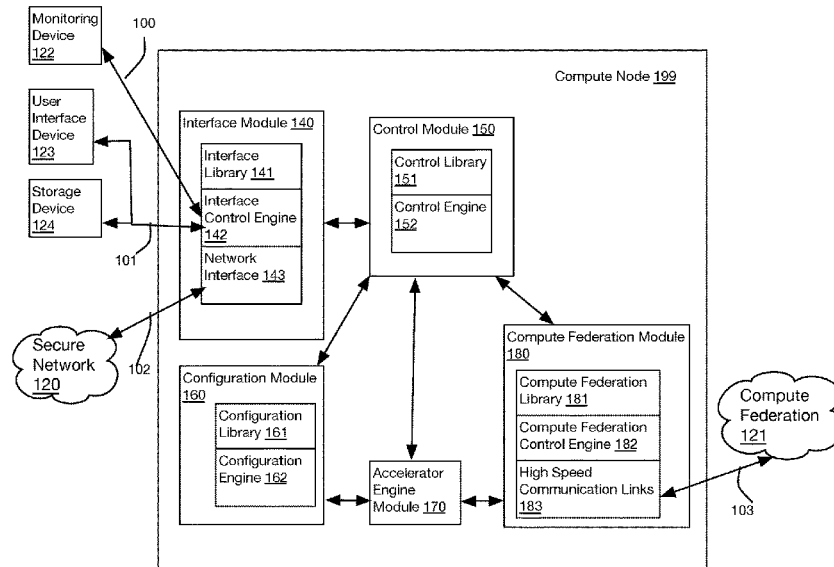 Monitoring
Device
122
100
Compute Node 199
User
Interface
Device
123
Storage
Device
124
101
Interface Module 140
Interface
Library 141
Interface
Control Engine
142
Network
Interface 143
Control Module 150
Control Library
151
Control Engine
152
Secure
Network
120
102
Configuration Module
160
Configuration
Library 161
Configuration
Engine 162
Accelerator
Engine
Module 170
Compute Federation Module
180
Compute Federation
Library 181
Compute Federation
Control Engine 182
High Speed
Communication Links
183
Compute
Federation
121
103